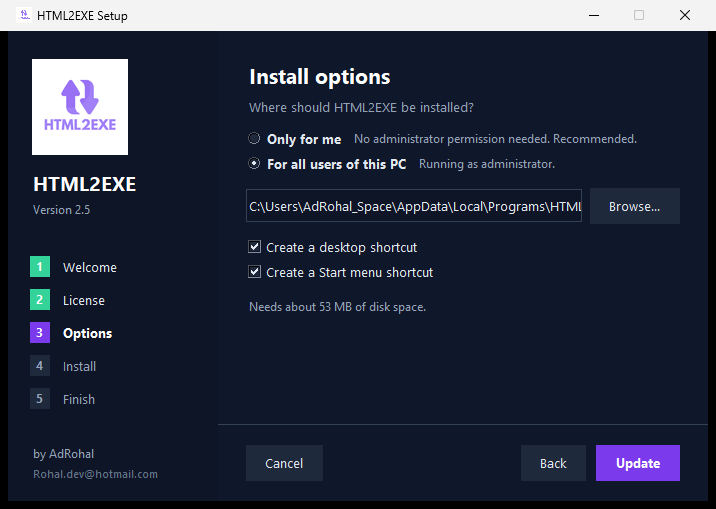 HTML2EXE Setup
HTML2EXE
HTML2EXE
Version 2.5
1 Welcome
2 License
3 Options
4 Install
5 Finish
by AdRohal
Rohal.dev@hotmail.com
Install options
Where should HTML2EXE be installed?
Only for me No administrator permission needed. Recommended.
For all users of this PC Running as administrator.
C:\Users\AdRohal_Space\AppData\Local\Programs\HTML
Browse...
Create a desktop shortcut
Create a Start menu shortcut
Needs about 53 MB of disk space.
Cancel
Back
Update